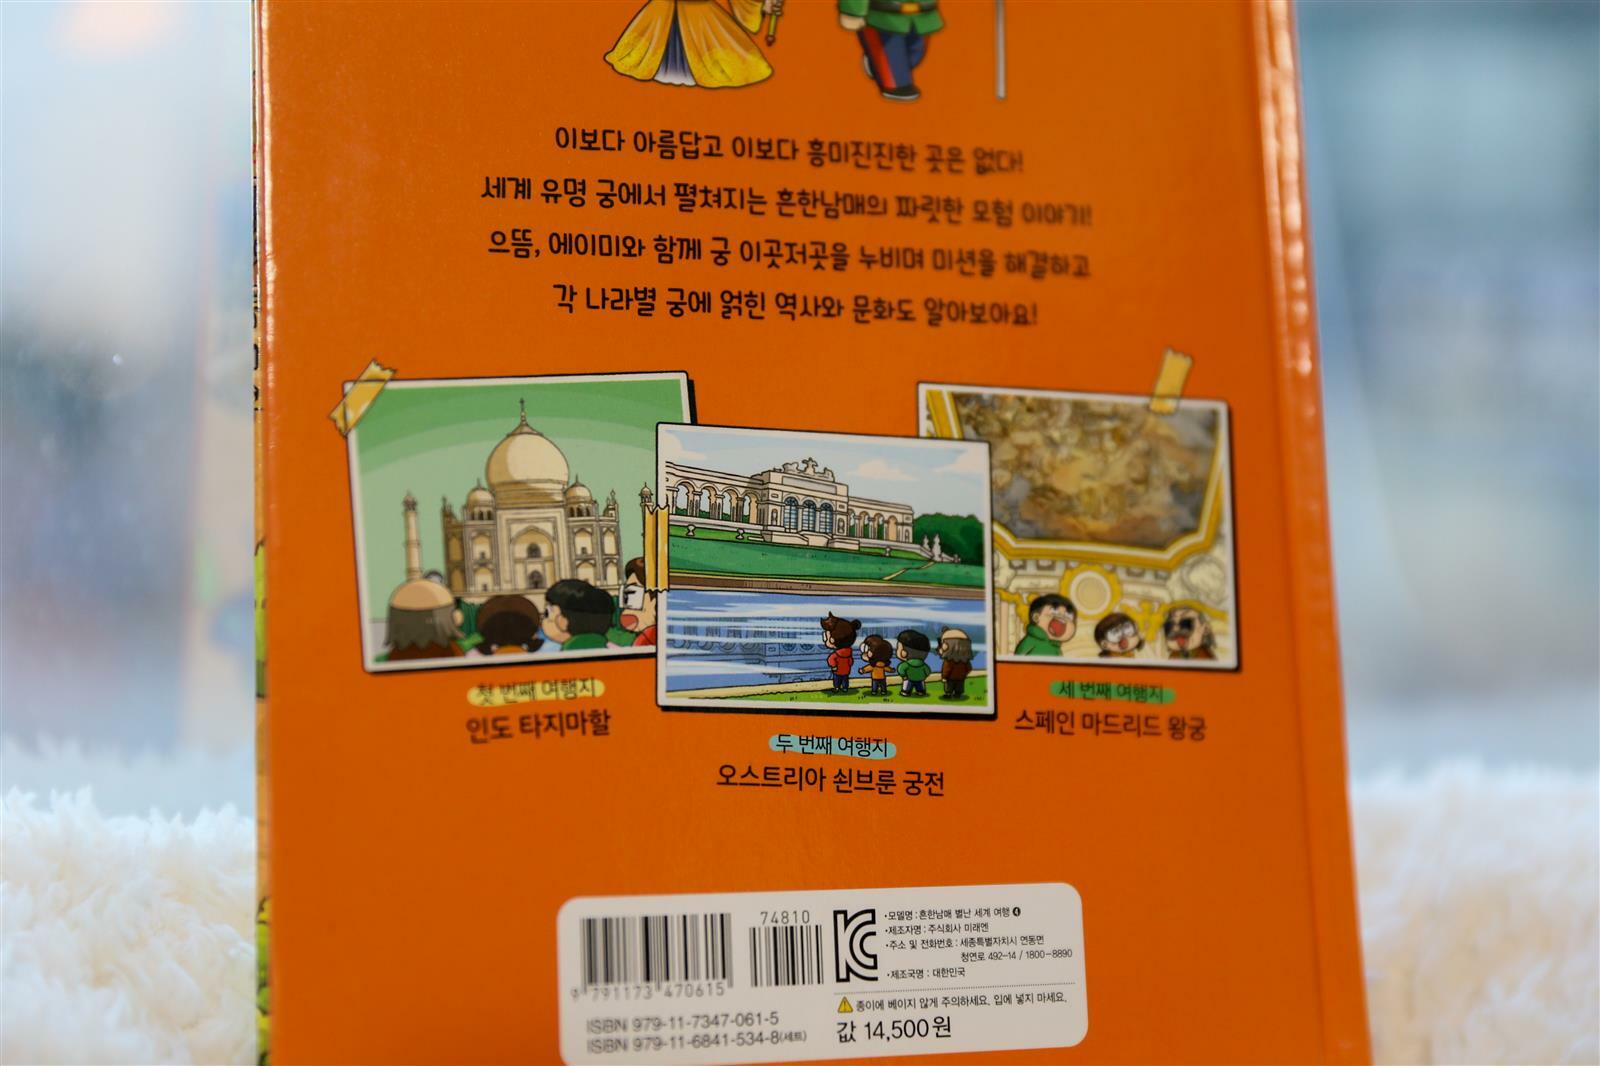 이보다 아름답고 이보다 흥미진진한 곳은 없다!
세계 유명 궁에서 펼쳐지는 흔한남매의 짜릿한 모험 이야기!
으뜸, 에이미와 함께 궁 이곳저곳을 누비며 미션을 해결하고
각 나라별 궁에 얽힌 역사와 문화도 알아보아요!
첫 번째 여행지
인도 타지마할
두 번째 여행지
오스트리아 쇤브룬 궁전
세 번째 여행지
스페인 마드리드 왕궁
9 791173 470615
74810
ISBN 979-11-7347-061-5
ISBN 979-11-6841-534-8(세트)
•모델명 : 흔한남매 별난 세계 여행 ❹
•제조자명 : 주식회사 미래엔
•주소 및 전화번호 : 세종특별자치시 연동면
청연로 492-14 / 1800-8890
•제조국명 : 대한민국
종이에 베이지 않게 주의하세요. 입에 넣지 마세요.
값 14,500원